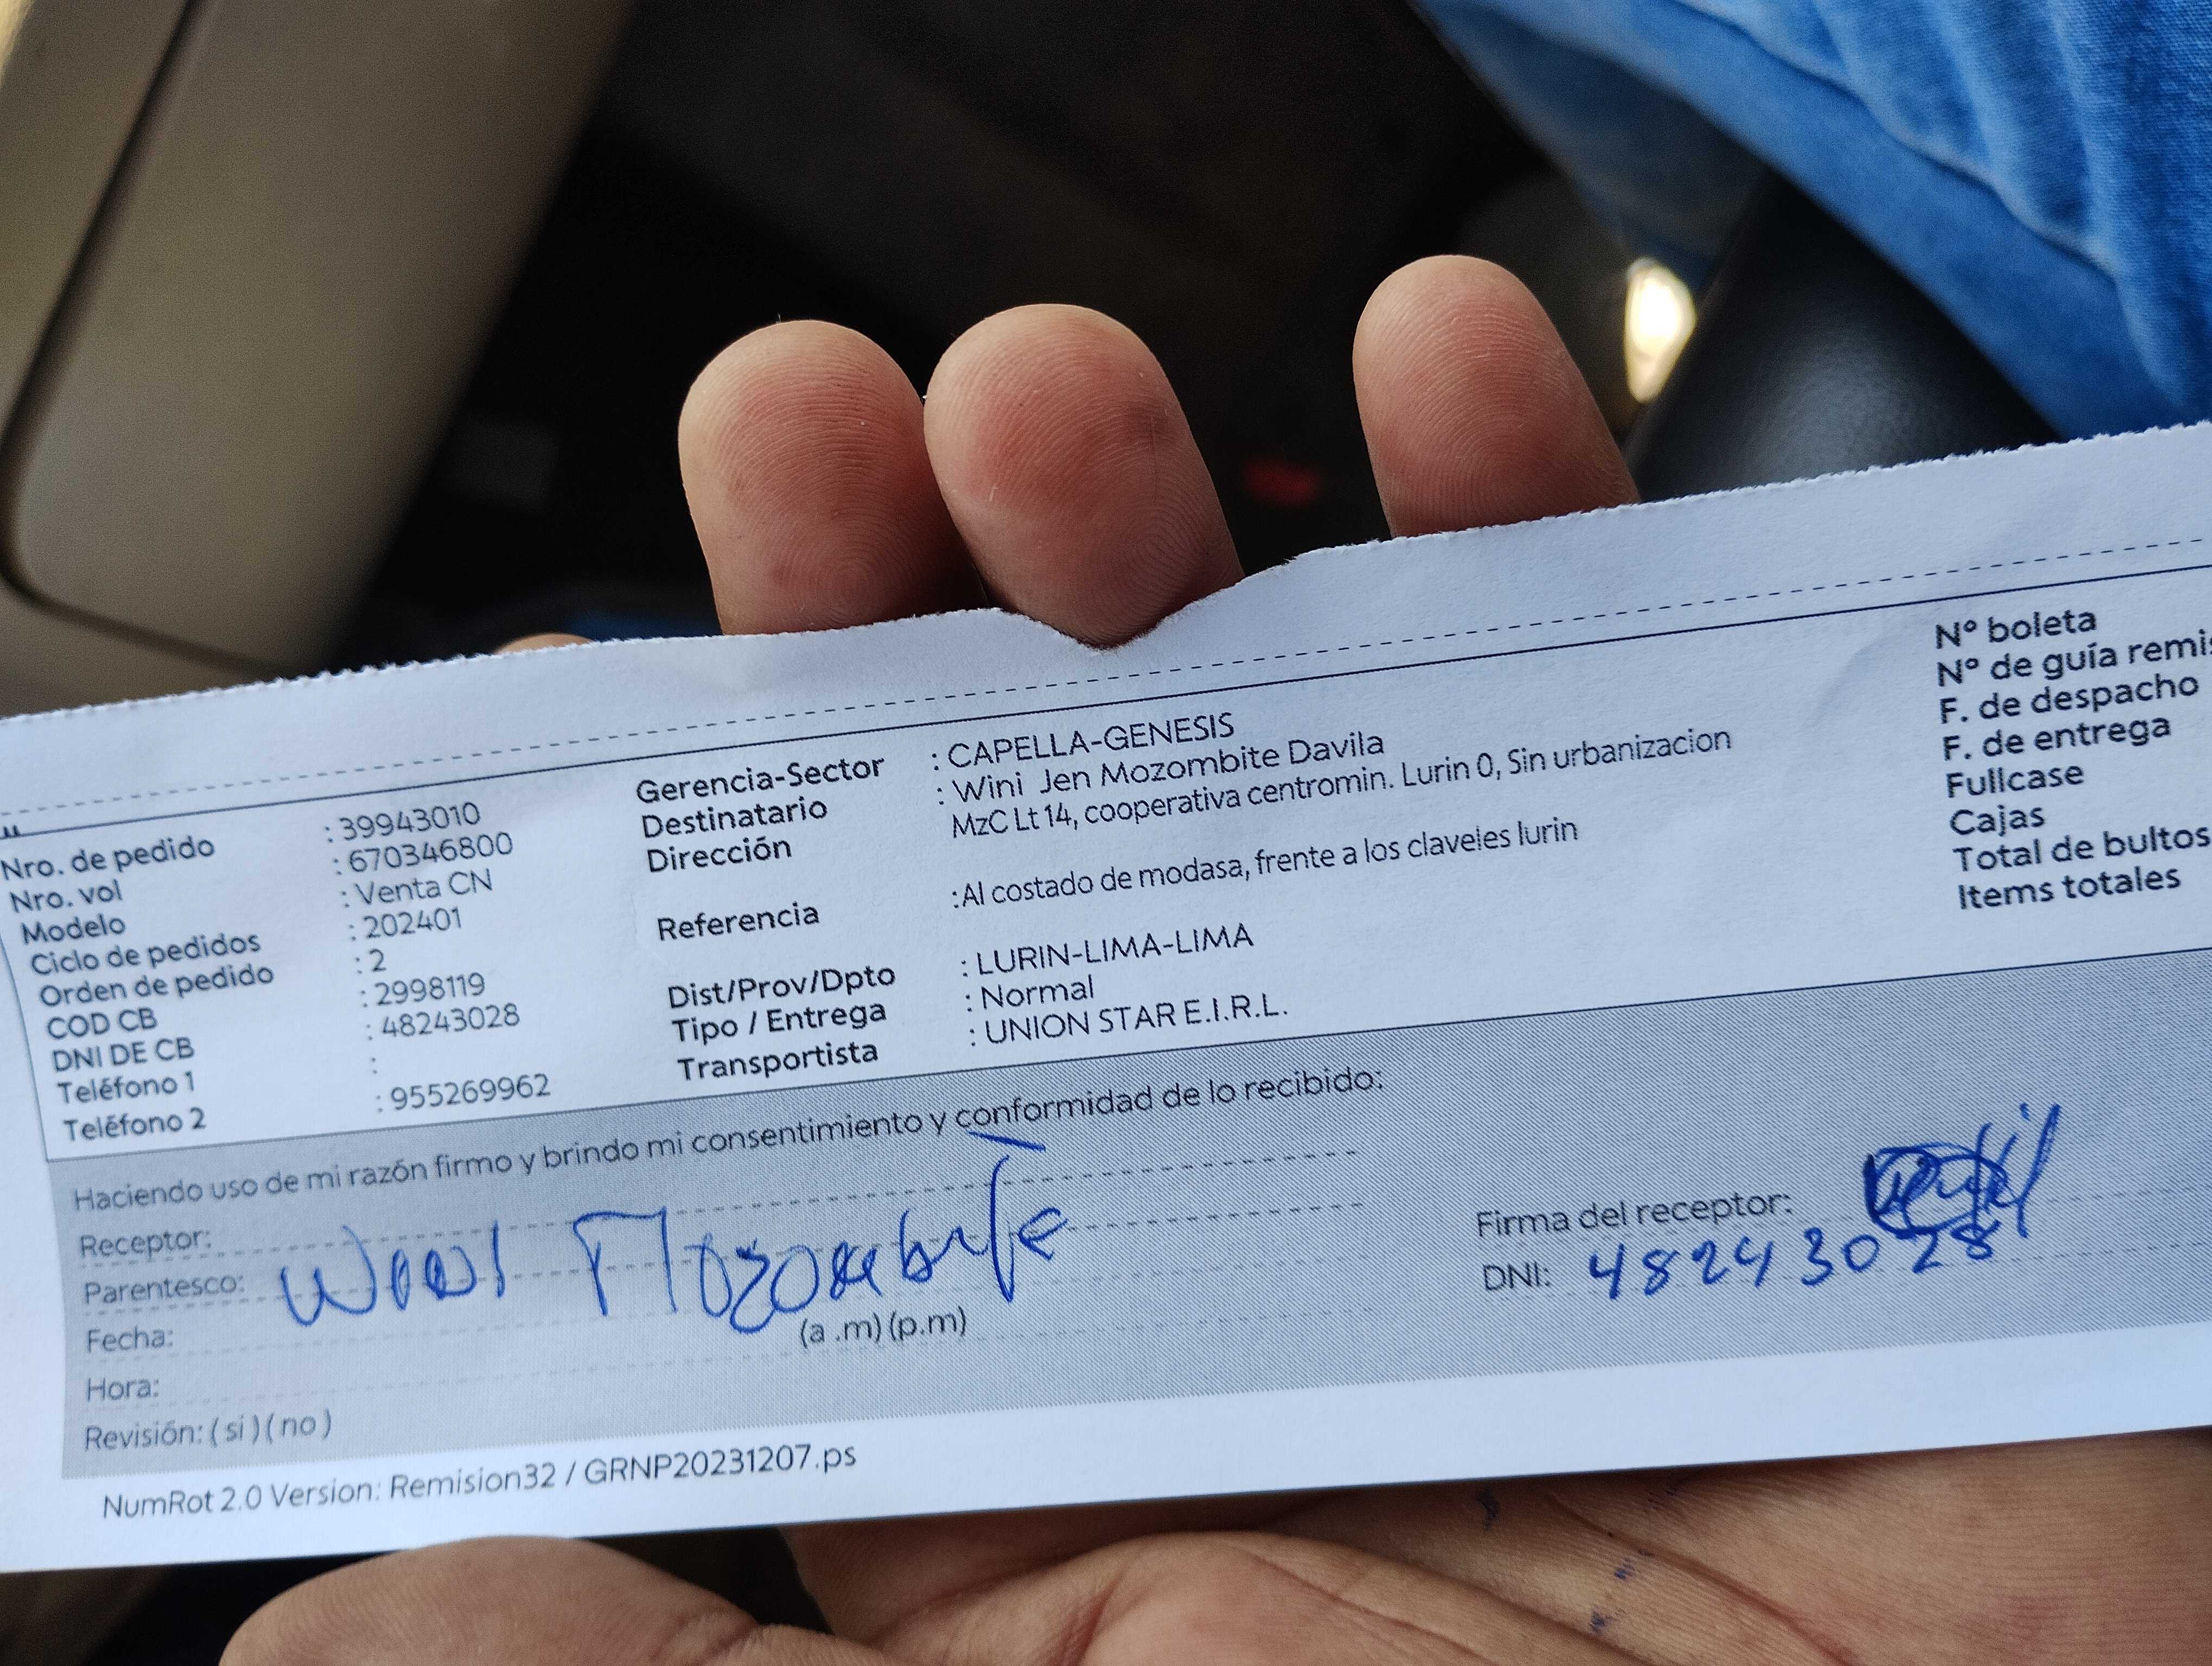 Nro. de pedido : 39943010
Nro. vol : 670346800
Modelo : Venta CN
Ciclo de pedidos : 202401
Orden de pedido : 2
COD CB : 2998119
DNI DE CB : 48243028
Teléfono 1 :
Teléfono 2 : 955269962
Gerencia-Sector : CAPELLA-GENESIS
Destinatario : Wini Jen Mozombite Davila
Dirección MzC Lt 14, cooperativa centromin. Lurin 0, Sin urbanizacion
Referencia :Al costado de modasa, frente a los claveles lurin
Dist/Prov/Dpto : LURIN-LIMA-LIMA
Tipo / Entrega : Normal
Transportista : UNION STAR E.I.R.L.
Nº boleta
Nº de guía remis
F. de despacho
F. de entrega
Fullcase
Cajas
Total de bultos
Items totales
Haciendo uso de mi razón firmo y brindo mi consentimiento y conformidad de lo recibido:
Receptor:
Parentesco: Wini Mozombite
Fecha:
(a .m) (p.m)
Hora:
Revisión: ( si ) ( no )
Firma del receptor:
DNI: 48243028
NumRot 2.0 Version: Remision32 / GRNP20231207.ps